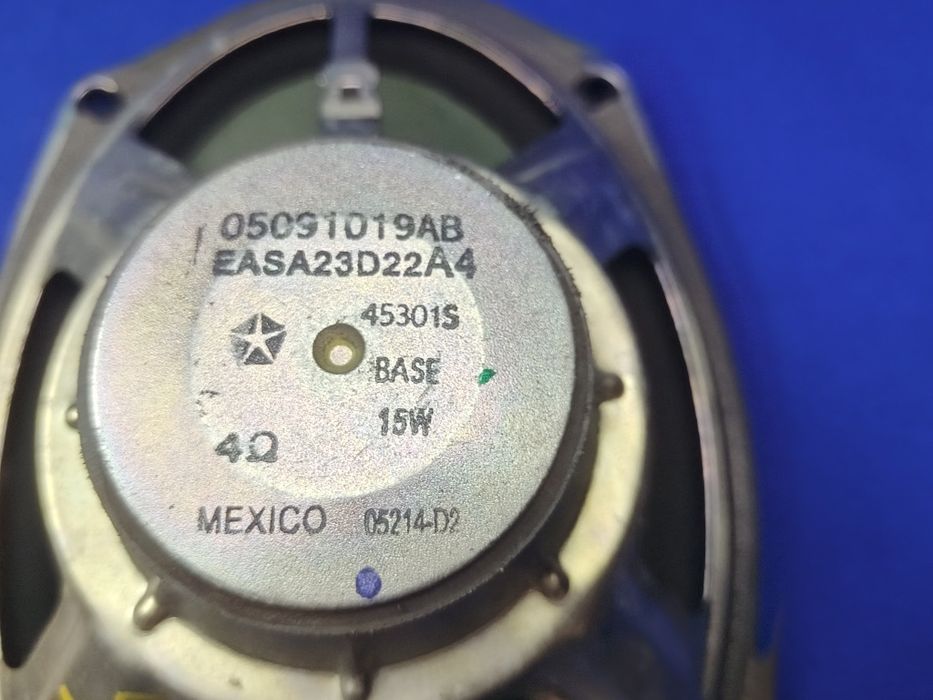 05091019AB
EASA23D22A4
45301S
BASE
15W
4Ω
MEXICO 05214-D2